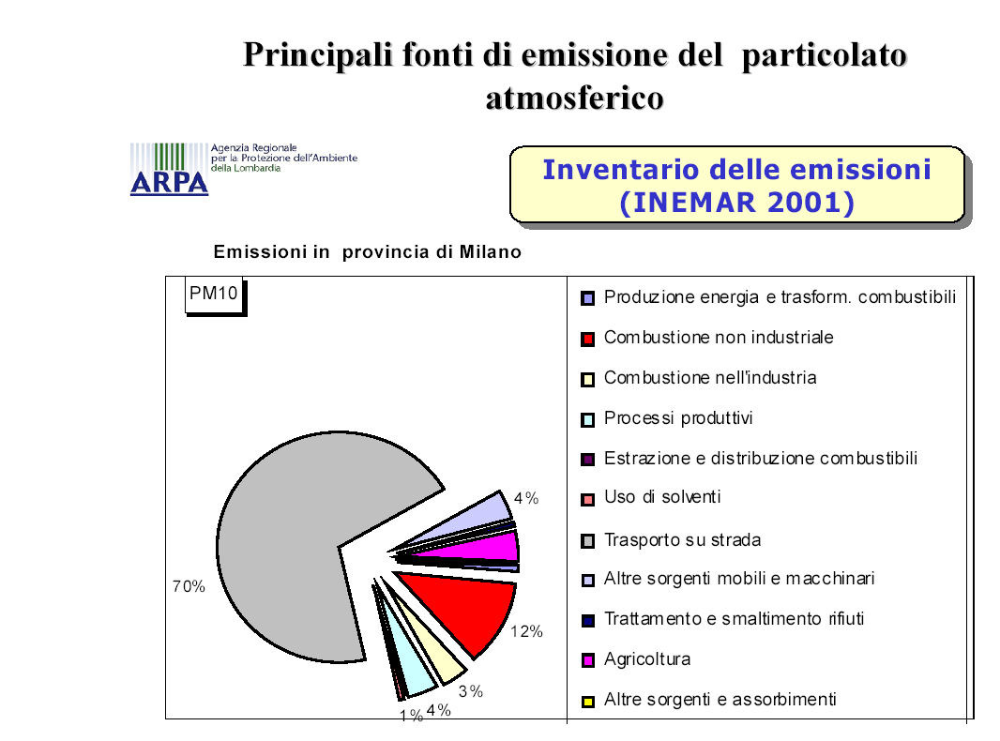 Principali fonti di emissione del particolato
atmosferico
Agenzia Regionale
per la Protezione dell'Ambiente
della Lombardia
ARPA
Inventario delle emissioni
(INEMAR 2001)
Emissioni in provincia di Milano
PM10
70%
4%
12%
3%
4%
1%
Produzione energia e trasform. combustibili
Combustione non industriale
Combustione nell'industria
Processi produttivi
Estrazione e distribuzione combustibili
Uso di solventi
Trasporto su strada
Altre sorgenti mobili e macchinari
Trattamento e smaltimento rifiuti
Agricoltura
Altre sorgenti e assorbimenti